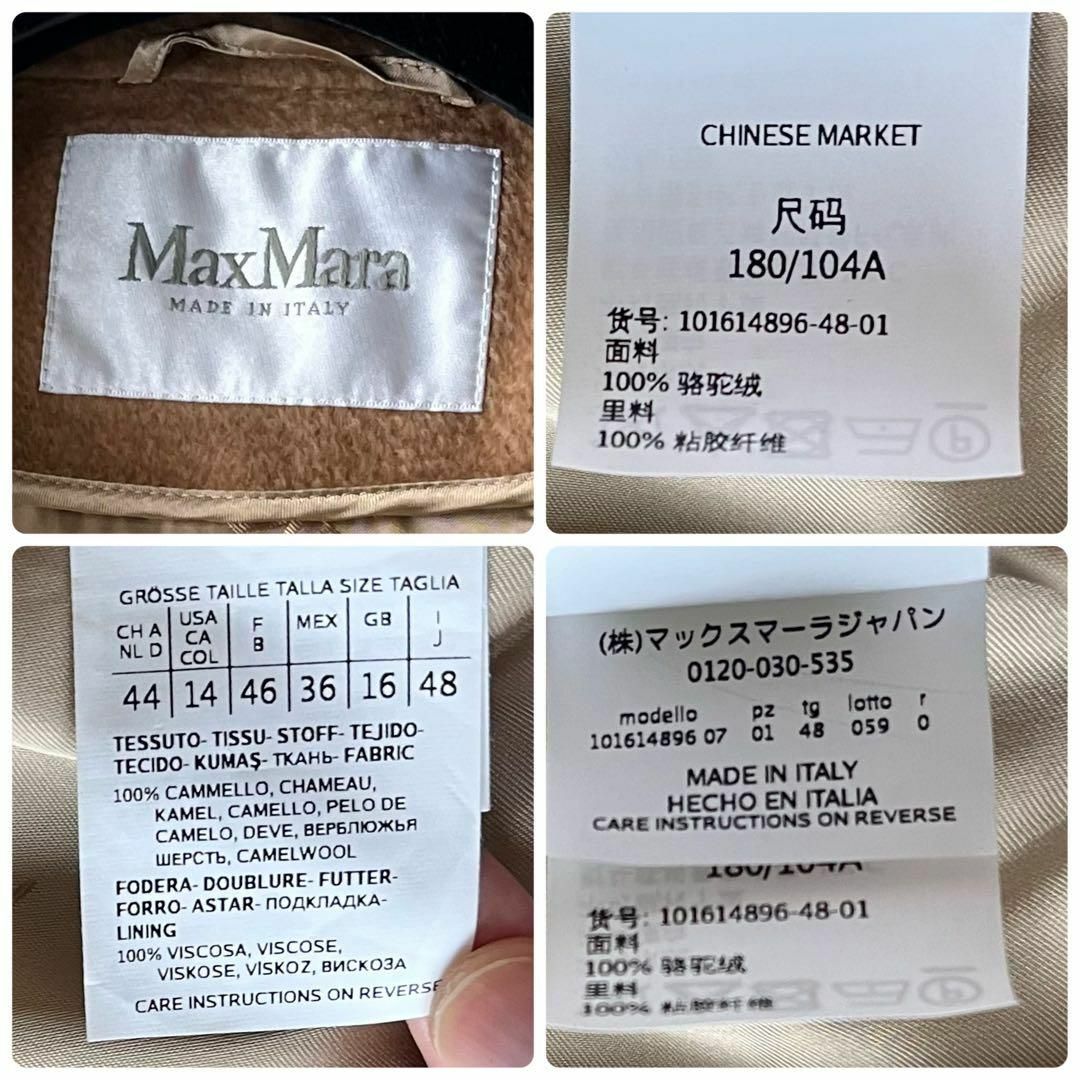 MaxMara
MADE IN ITALY
CHINESE MARKET
尺码
180/104A
货号: 101614896-48-01
面料
100% 骆驼绒
里料
100% 粘胶纤维
GRÖSSE TAILLE TALLA SIZE TAGLIA
CH A NL D USA CA COL F B MEX GB I J
44 14 46 36 16 48
TESSUTO- TISSU- STOFF- TEJIDO-
TECIDO- KUMAŞ- ТКАНЬ- FABRIC
100% CAMMELLO, CHAMEAU,
KAMEL, CAMELLO, PELO DE
CAMELO, DEVE, ВЕРБЛЮЖЬЯ
ШЕРСТЬ, CAMELWOOL
FODERA- DOUBLURE- FUTTER-
FORRO- ASTAR- ПОДКЛАДКА-
LINING
100% VISCOSA, VISCOSE,
VISKOSE, VİSKOZ, ВИСКОЗА
CARE INSTRUCTIONS ON REVERSE
(株)マックスマーラジャパン
0120-030-535
modello pz tg lotto r
101614896 07 01 48 059 0
MADE IN ITALY
HECHO EN ITALIA
CARE INSTRUCTIONS ON REVERSE
180/104A
货号: 101614896-48-01
面料
100% 骆驼绒
里料
100% 粘胶纤维